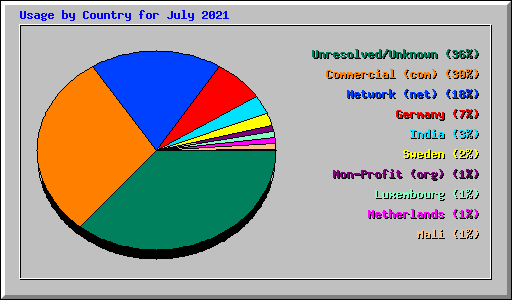 Usage by Country for July 2021
Unresolved/Unknown (36%)
Commercial (com) (30%)
Network (net) (18%)
Germany (7%)
India (3%)
Sweden (2%)
Non-Profit (org) (1%)
Luxembourg (1%)
Netherlands (1%)
Mali (1%)